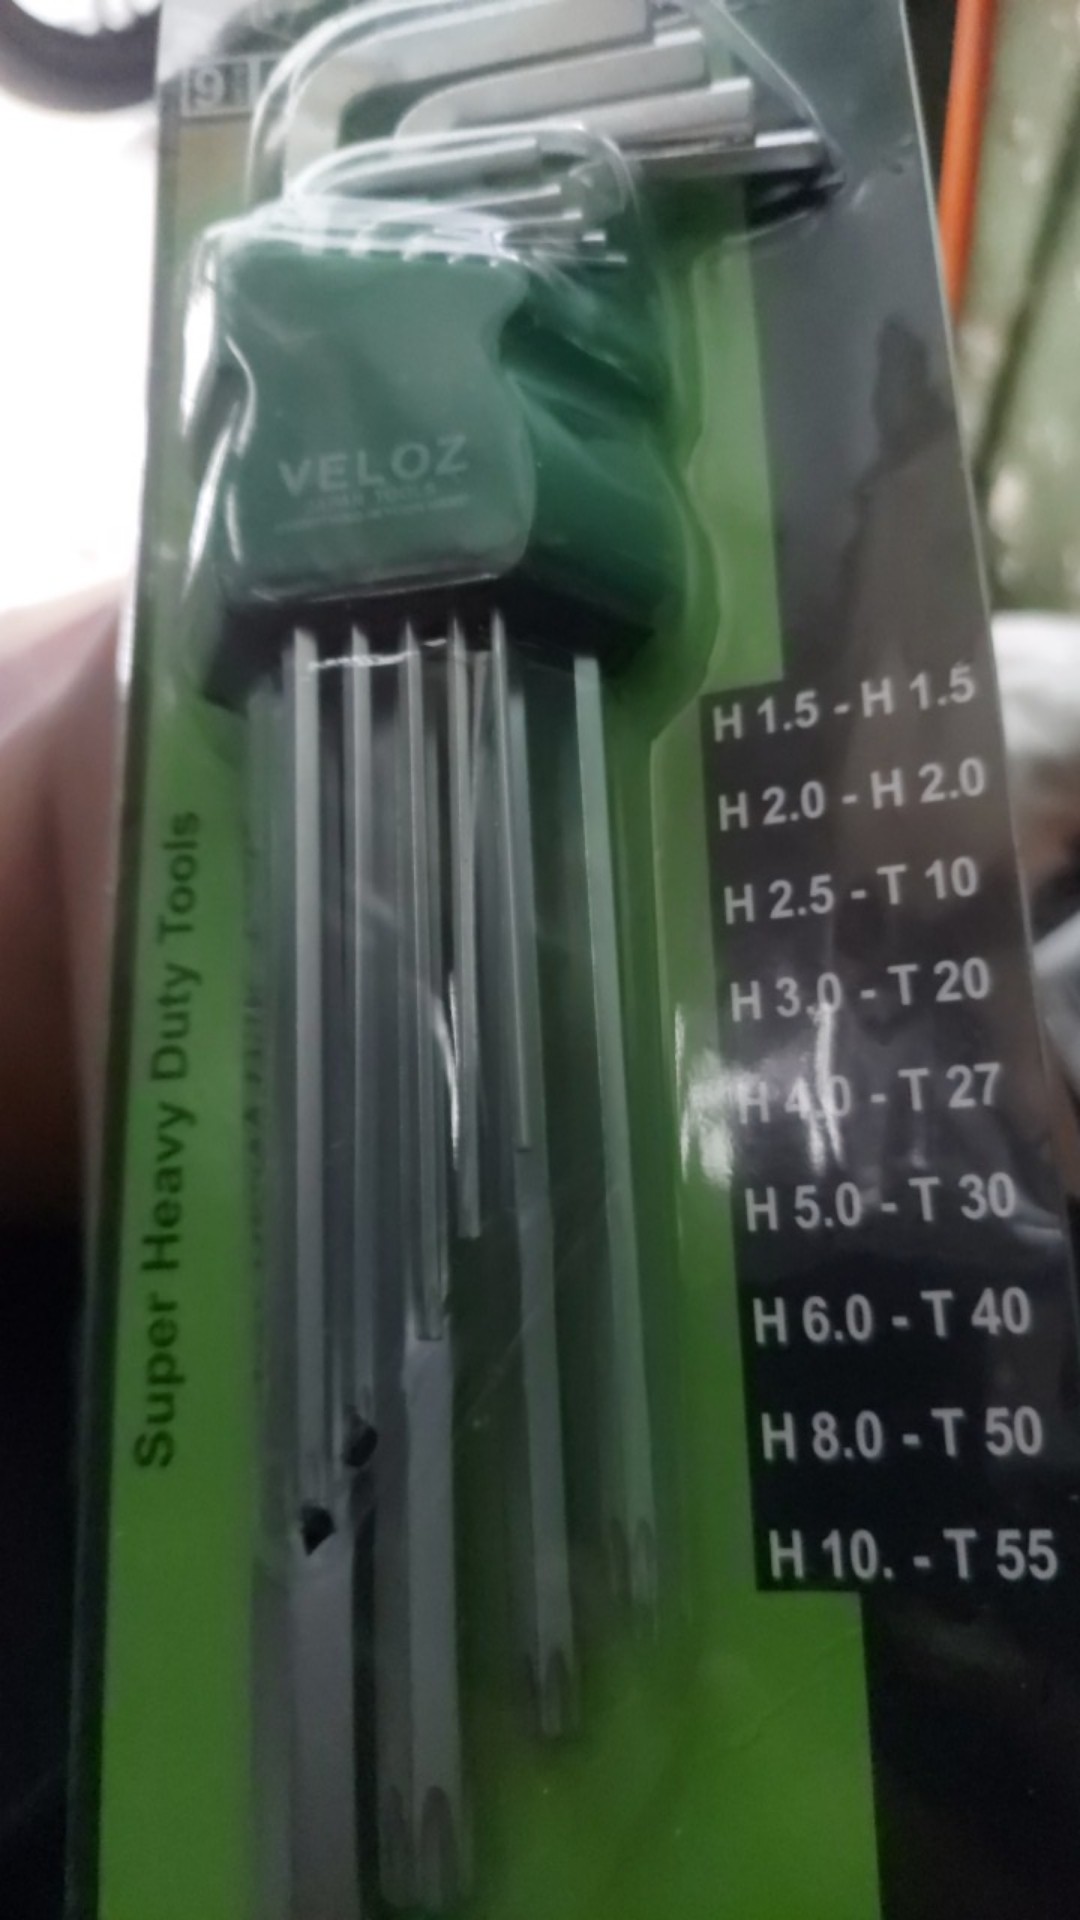 9
VELOZ
Super Heavy Duty Tools
H 1.5 - H 1.5
H 2.0 - H 2.0
H 2.5 - T 10
H 3.0 - T 20
H 4.0 - T 27
H 5.0 - T 30
H 6.0 - T 40
H 8.0 - T 50
H 10. - T 55